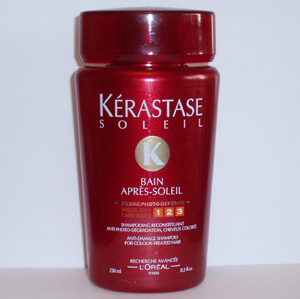 KÉRASTASE
SOLEIL
K
BAIN
APRÈS-SOLEIL
FILTRE PHOTO-DÉFENSE
1 2 3
SHAMPOOING RECONSTITUANT
ANTI PHOTO-DÉGRADATION, CHEVEUX COLORÉS
ANTI-DAMAGE SHAMPOO
FOR COLOUR-TREATED HAIR
RECHERCHE AVANCÉE
250 ml L'ORÉAL 8.5 fl oz
PARIS